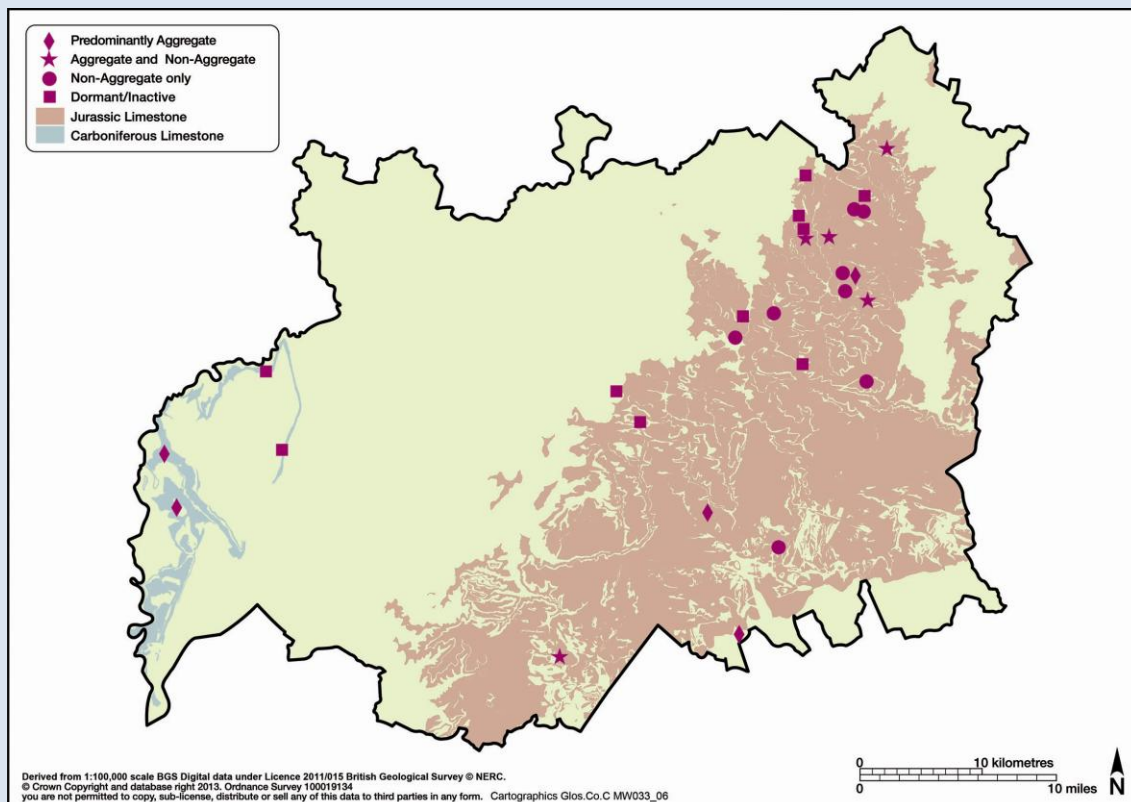 Predominantly Aggregate
Aggregate and Non-Aggregate
Non-Aggregate only
Dormant/Inactive
Jurassic Limestone
Carboniferous Limestone
Derived from 1:100,000 scale BGS Digital data under Licence 2011/015 British Geological Survey © NERC.
© Crown Copyright and database right 2013. Ordnance Survey 100019134
you are not permitted to copy, sub-license, distribute or sell any of this data to third parties in any form. Cartographics Glos.Co.C MW033_06
0 10 kilometres
0 10 miles
N